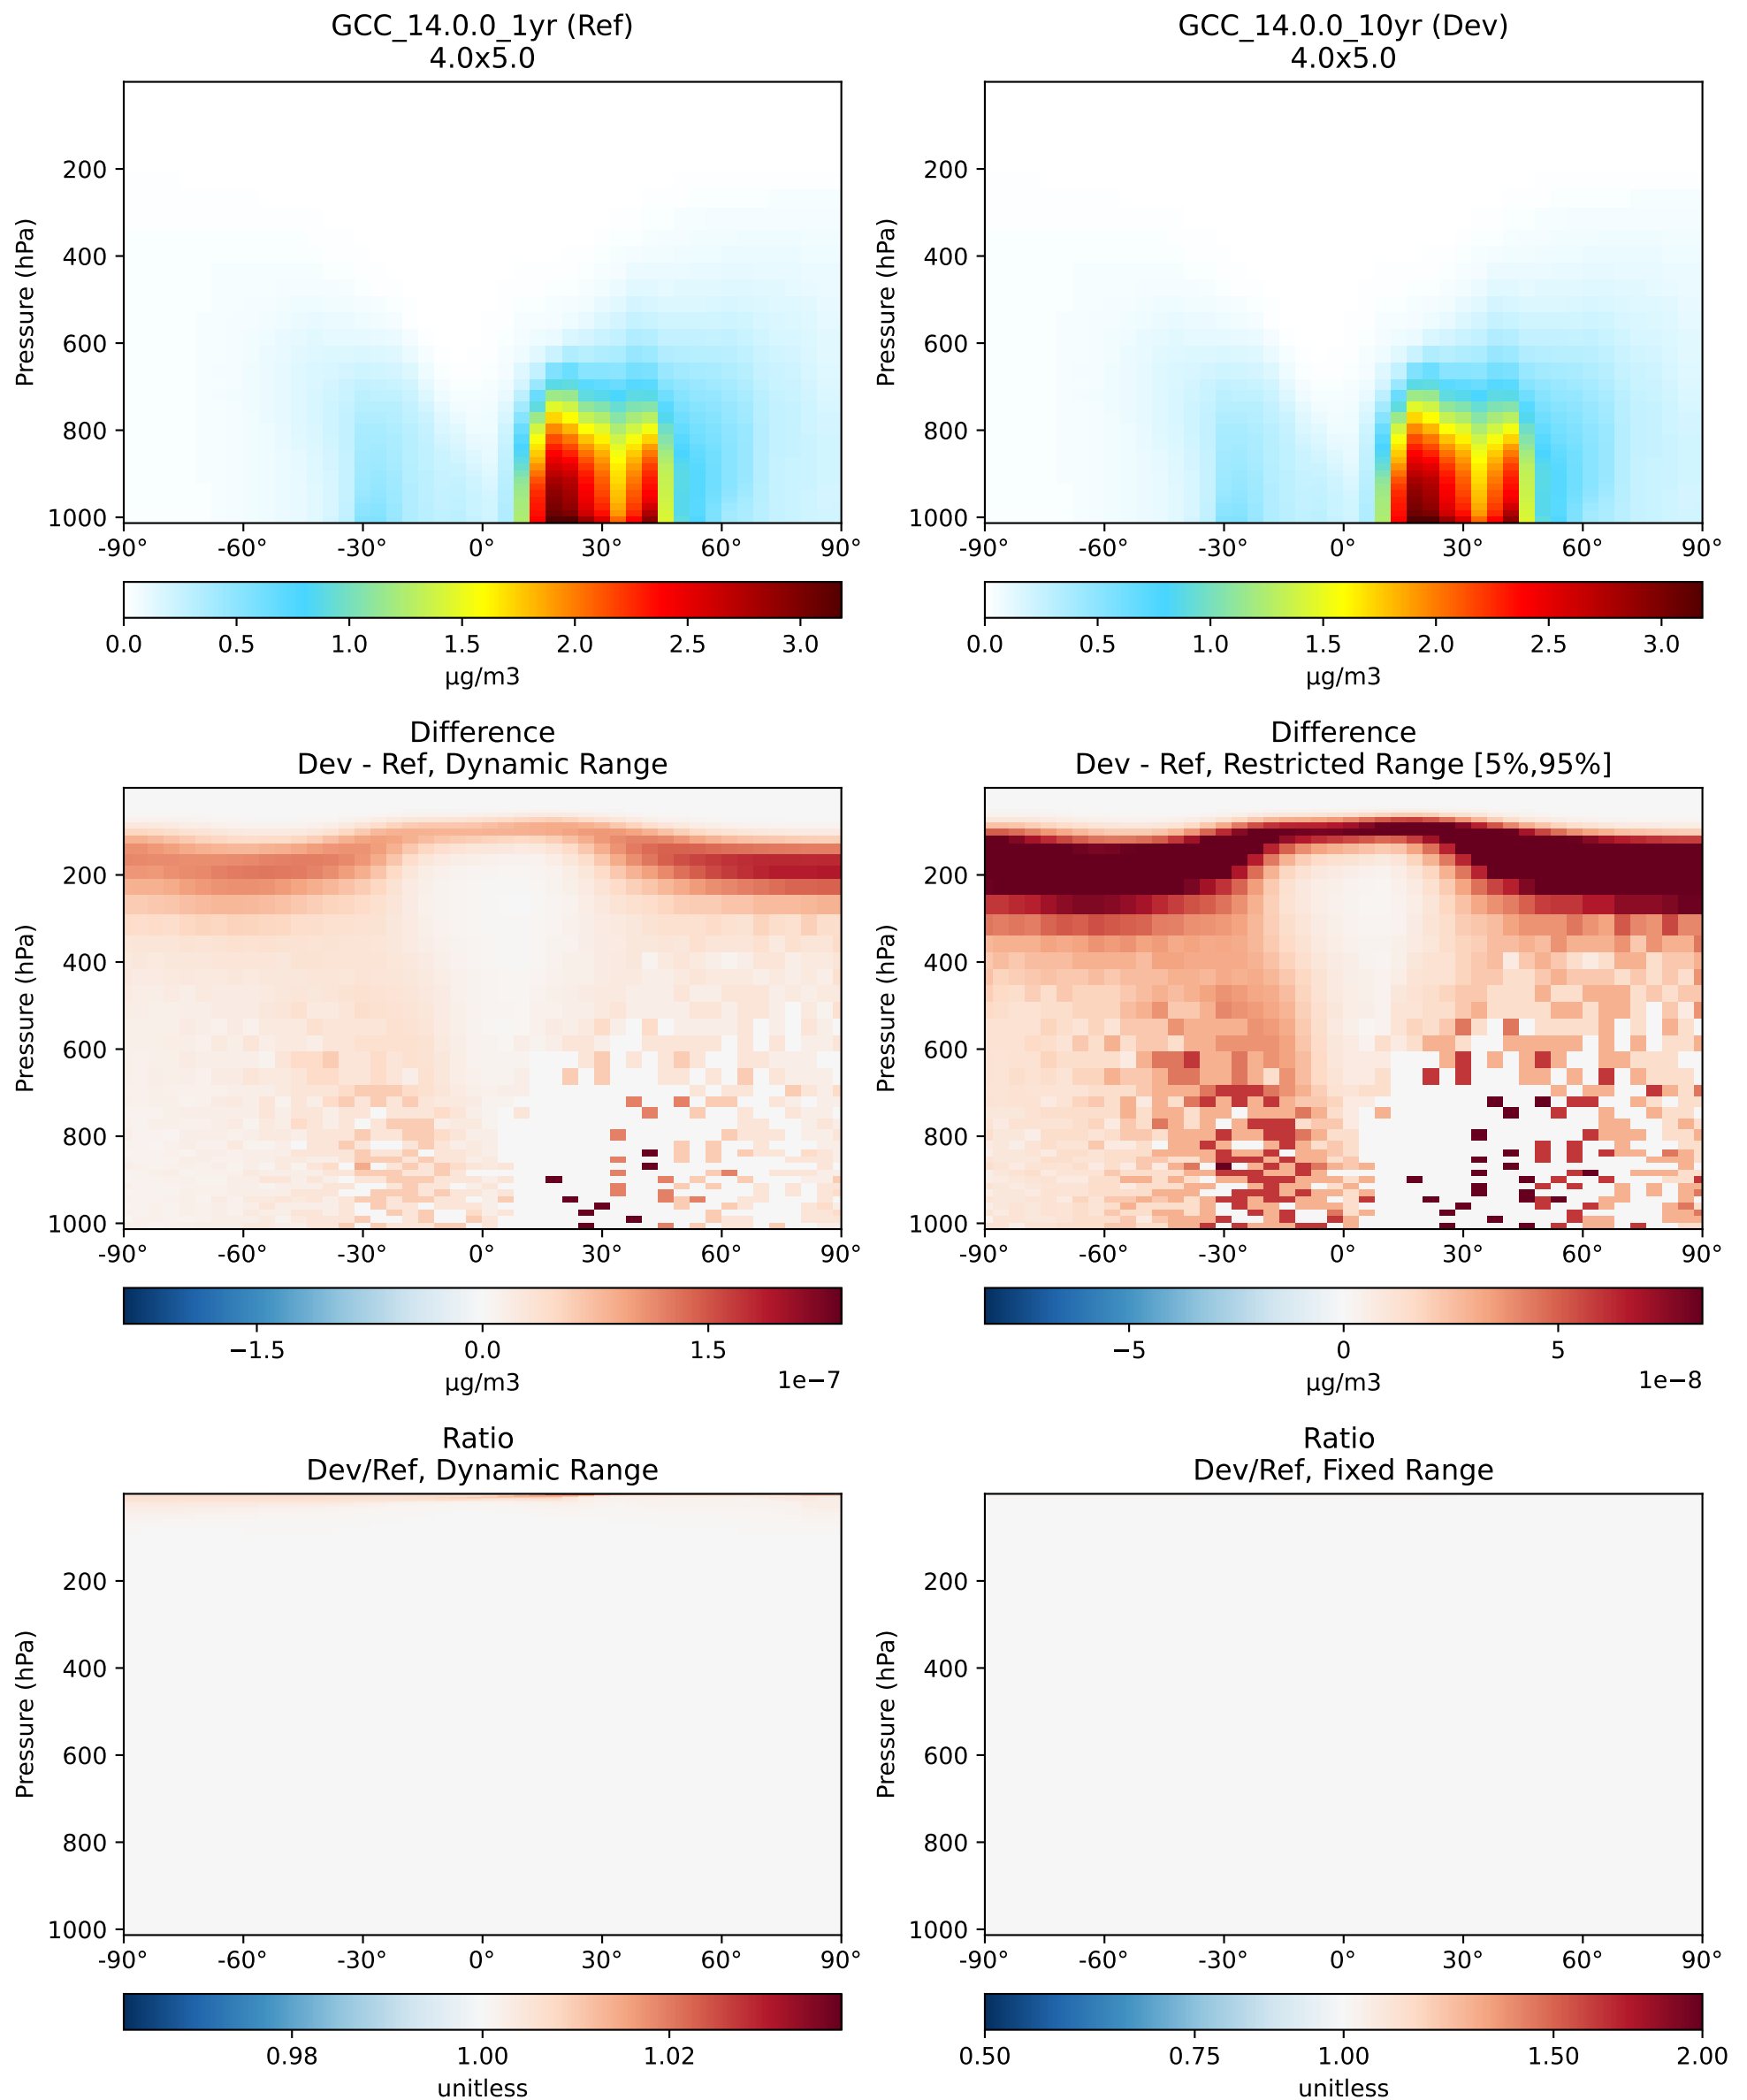 GCC_14.0.0_1yr (Ref)
4.0x5.0
Pressure (hPa)
200
400
600
800
1000
-90° -60° -30° 0° 30° 60° 90°
0.0 0.5 1.0 1.5 2.0 2.5 3.0
µg/m3
GCC_14.0.0_10yr (Dev)
4.0x5.0
Pressure (hPa)
200
400
600
800
1000
-90° -60° -30° 0° 30° 60° 90°
0.0 0.5 1.0 1.5 2.0 2.5 3.0
µg/m3
Difference
Dev - Ref, Dynamic Range
Pressure (hPa)
200
400
600
800
1000
-90° -60° -30° 0° 30° 60° 90°
−1.5 0.0 1.5
µg/m3 1e−7
Difference
Dev - Ref, Restricted Range [5%,95%]
Pressure (hPa)
200
400
600
800
1000
-90° -60° -30° 0° 30° 60° 90°
−5 0 5
µg/m3 1e−8
Ratio
Dev/Ref, Dynamic Range
Pressure (hPa)
200
400
600
800
1000
-90° -60° -30° 0° 30° 60° 90°
0.98 1.00 1.02
unitless
Ratio
Dev/Ref, Fixed Range
Pressure (hPa)
200
400
600
800
1000
-90° -60° -30° 0° 30° 60° 90°
0.50 0.75 1.00 1.50 2.00
unitless